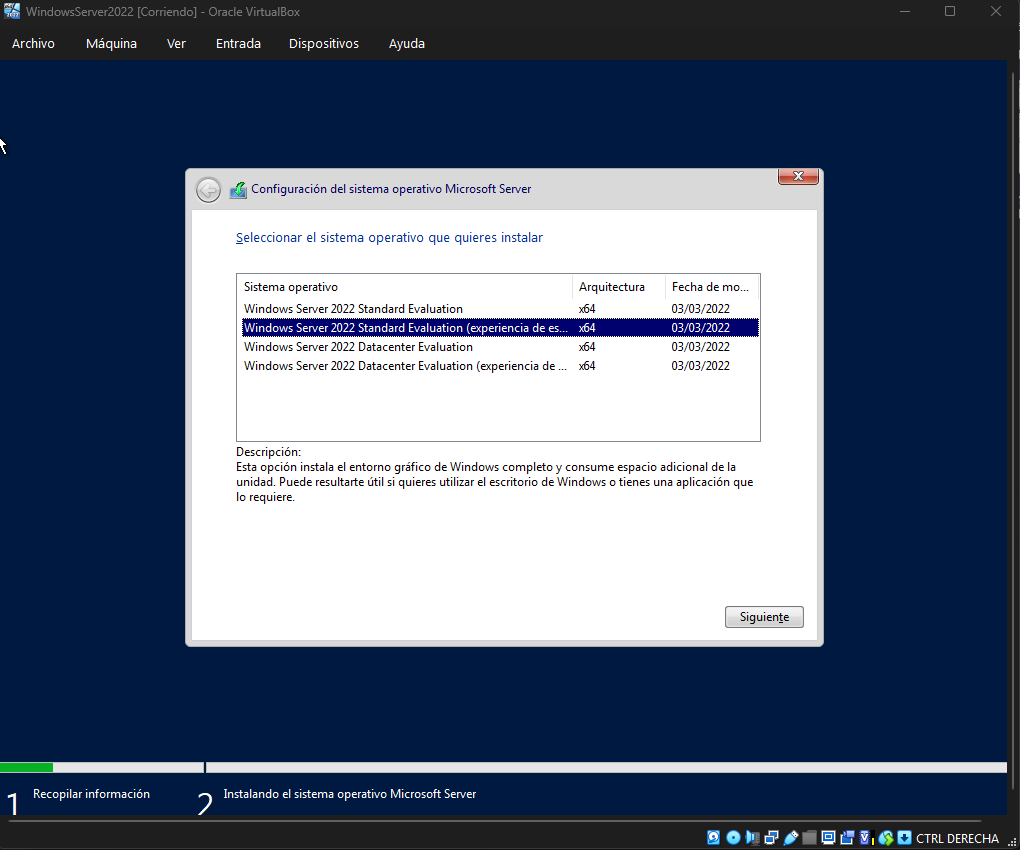 WindowsServer2022 [Corriendo] - Oracle VirtualBox
Archivo Máquina Ver Entrada Dispositivos Ayuda
Configuración del sistema operativo Microsoft Server
Seleccionar el sistema operativo que quieres instalar
Sistema operativo Arquitectura Fecha de mo...
Windows Server 2022 Standard Evaluation x64 03/03/2022
Windows Server 2022 Standard Evaluation (experiencia de es... x64 03/03/2022
Windows Server 2022 Datacenter Evaluation x64 03/03/2022
Windows Server 2022 Datacenter Evaluation (experiencia de ... x64 03/03/2022
Descripción:
Esta opción instala el entorno gráfico de Windows completo y consume espacio adicional de la
unidad. Puede resultarte útil si quieres utilizar el escritorio de Windows o tienes una aplicación que
lo requiere.
Siguiente
1 Recopilar información 2 Instalando el sistema operativo Microsoft Server
CTRL DERECHA